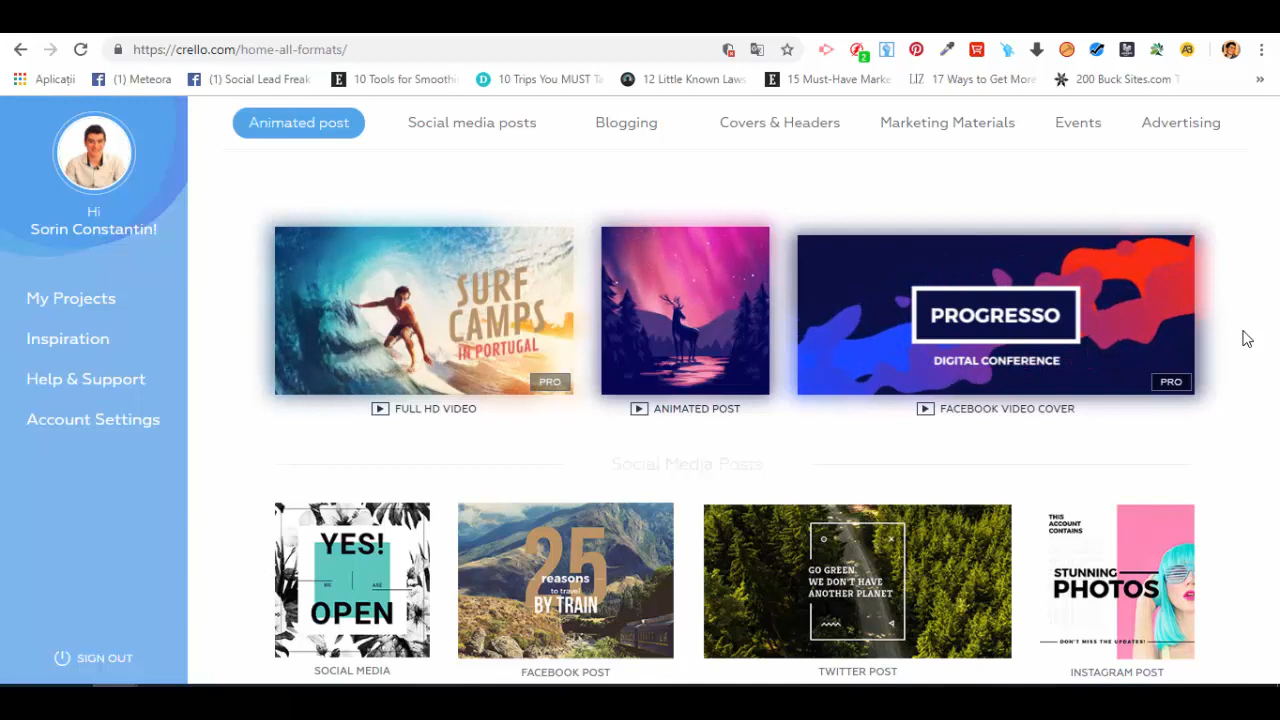 https://crello.com/home-all-formats/
2
Aplicații
(1) Meteora
(1) Social Lead Freak
10 Tools for Smoothi
10 Trips You MUST Ta
12 Little Known Laws
15 Must-Have Marke
17 Ways to Get More
200 Buck Sites.com T
»
Animated post
Social media posts
Blogging
Covers & Headers
Marketing Materials
Events
Advertising
Hi
Sorin Constantin!
My Projects
Inspiration
Help & Support
Account Settings
SIGN OUT
SURF
CAMPS
IN PORTUGAL
PRO
FULL HD VIDEO
ANIMATED POST
PROGRESSO
DIGITAL CONFERENCE
PRO
FACEBOOK VIDEO COVER
Social Media Posts
YES!
WE ARE
OPEN
SOCIAL MEDIA
25
reasons
to travel
BY TRAIN
FACEBOOK POST
GO GREEN.
WE DON'T HAVE
ANOTHER PLANET
TWITTER POST
THIS
ACCOUNT
CONTAINS
STUNNING
PHOTOS
DON'T MISS THE UPDATES!
INSTAGRAM POST